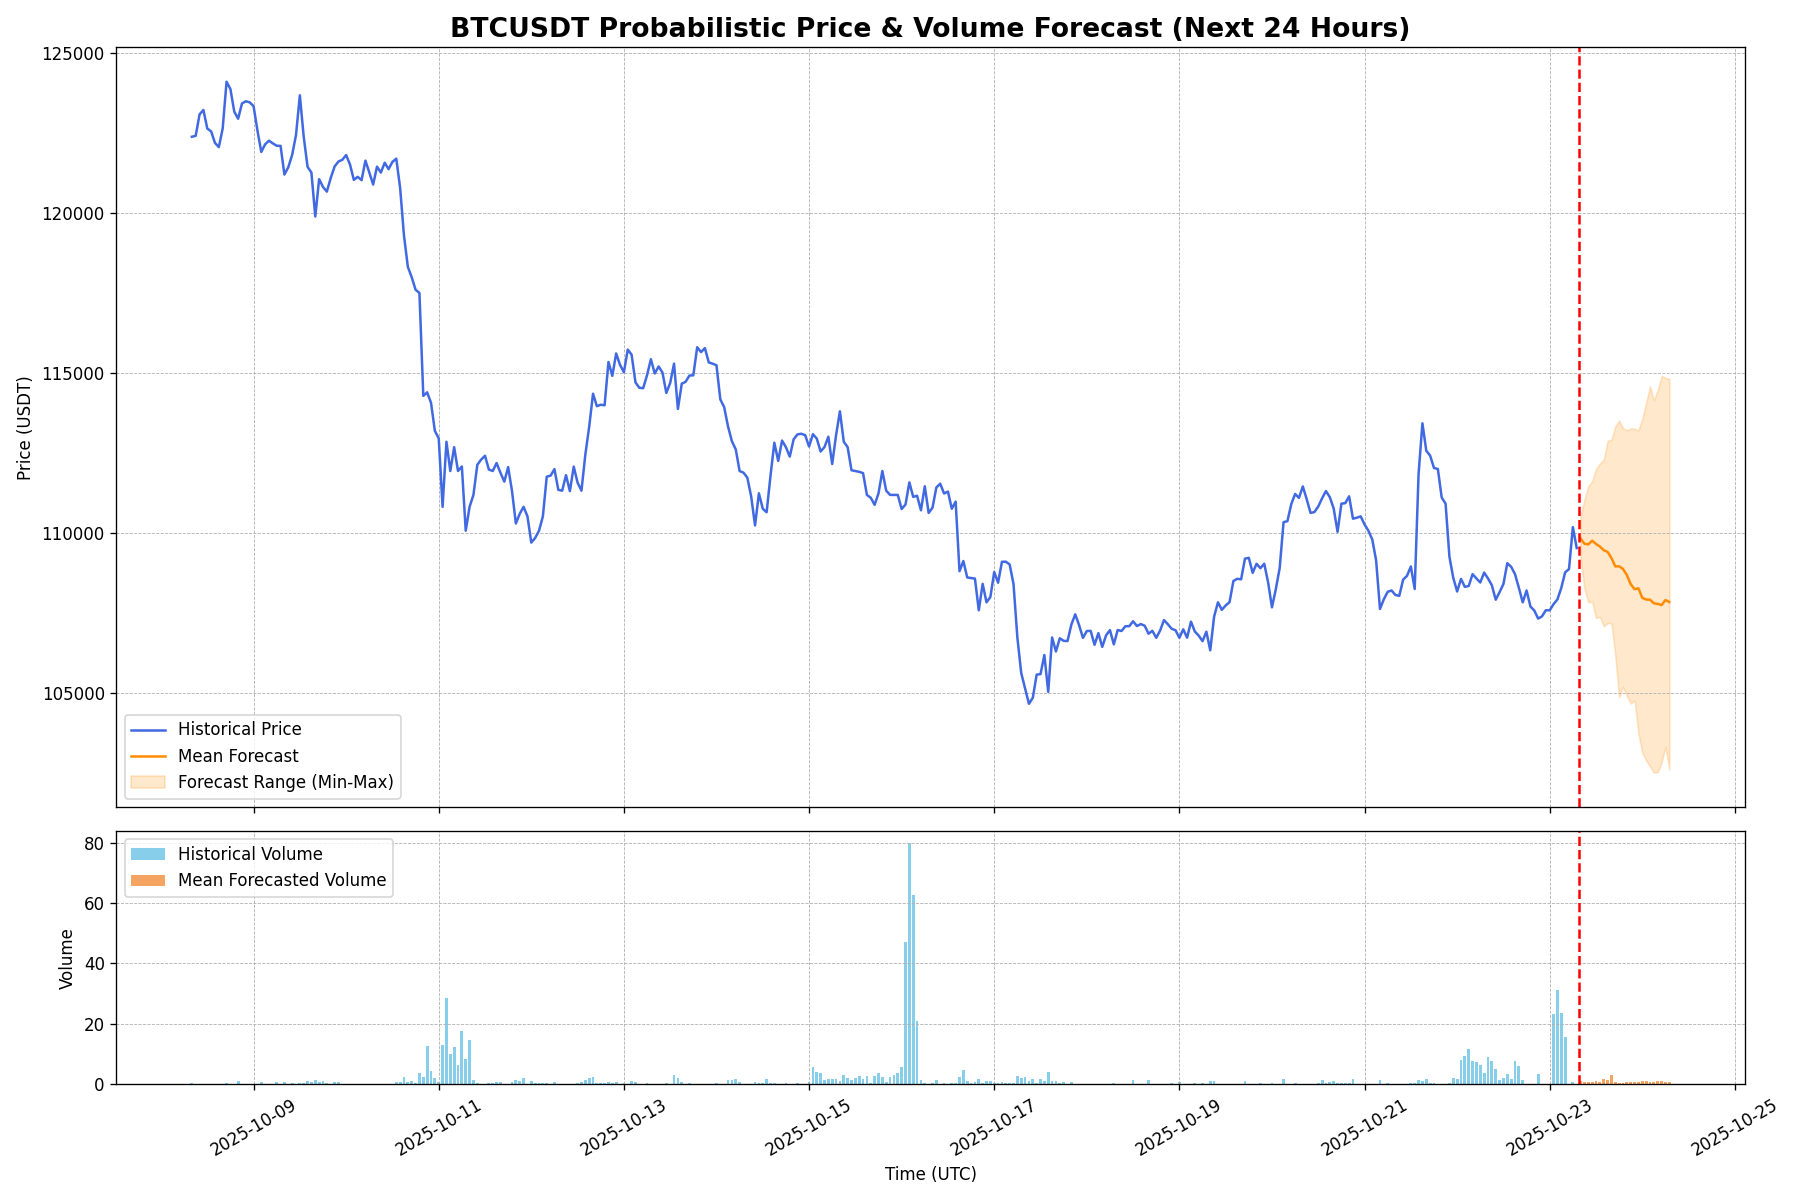 BTCUSDT Probabilistic Price & Volume Forecast (Next 24 Hours)
125000
120000
115000
110000
105000
Price (USDT)
Historical Price
Mean Forecast
Forecast Range (Min-Max)
80
60
40
20
0
Volume
Historical Volume
Mean Forecasted Volume
2025-10-09
2025-10-11
2025-10-13
2025-10-15
2025-10-17
2025-10-19
2025-10-21
2025-10-23
2025-10-25
Time (UTC)